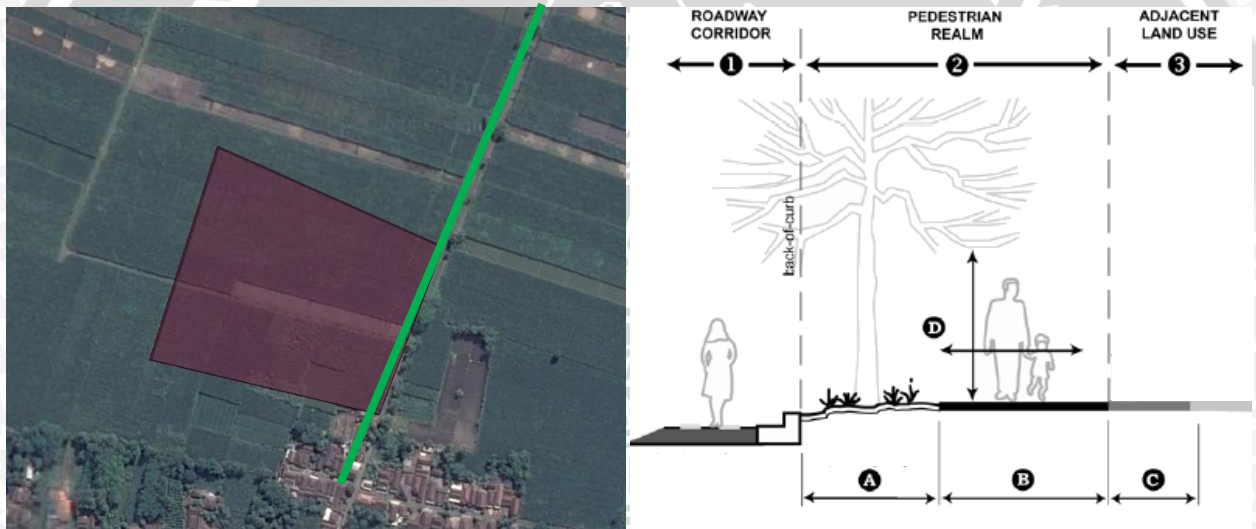 ROADWAY
CORRIDOR
PEDESTRIAN
REALM
ADJACENT
LAND USE
1
2
3
back-of-curb
D
A
B
C